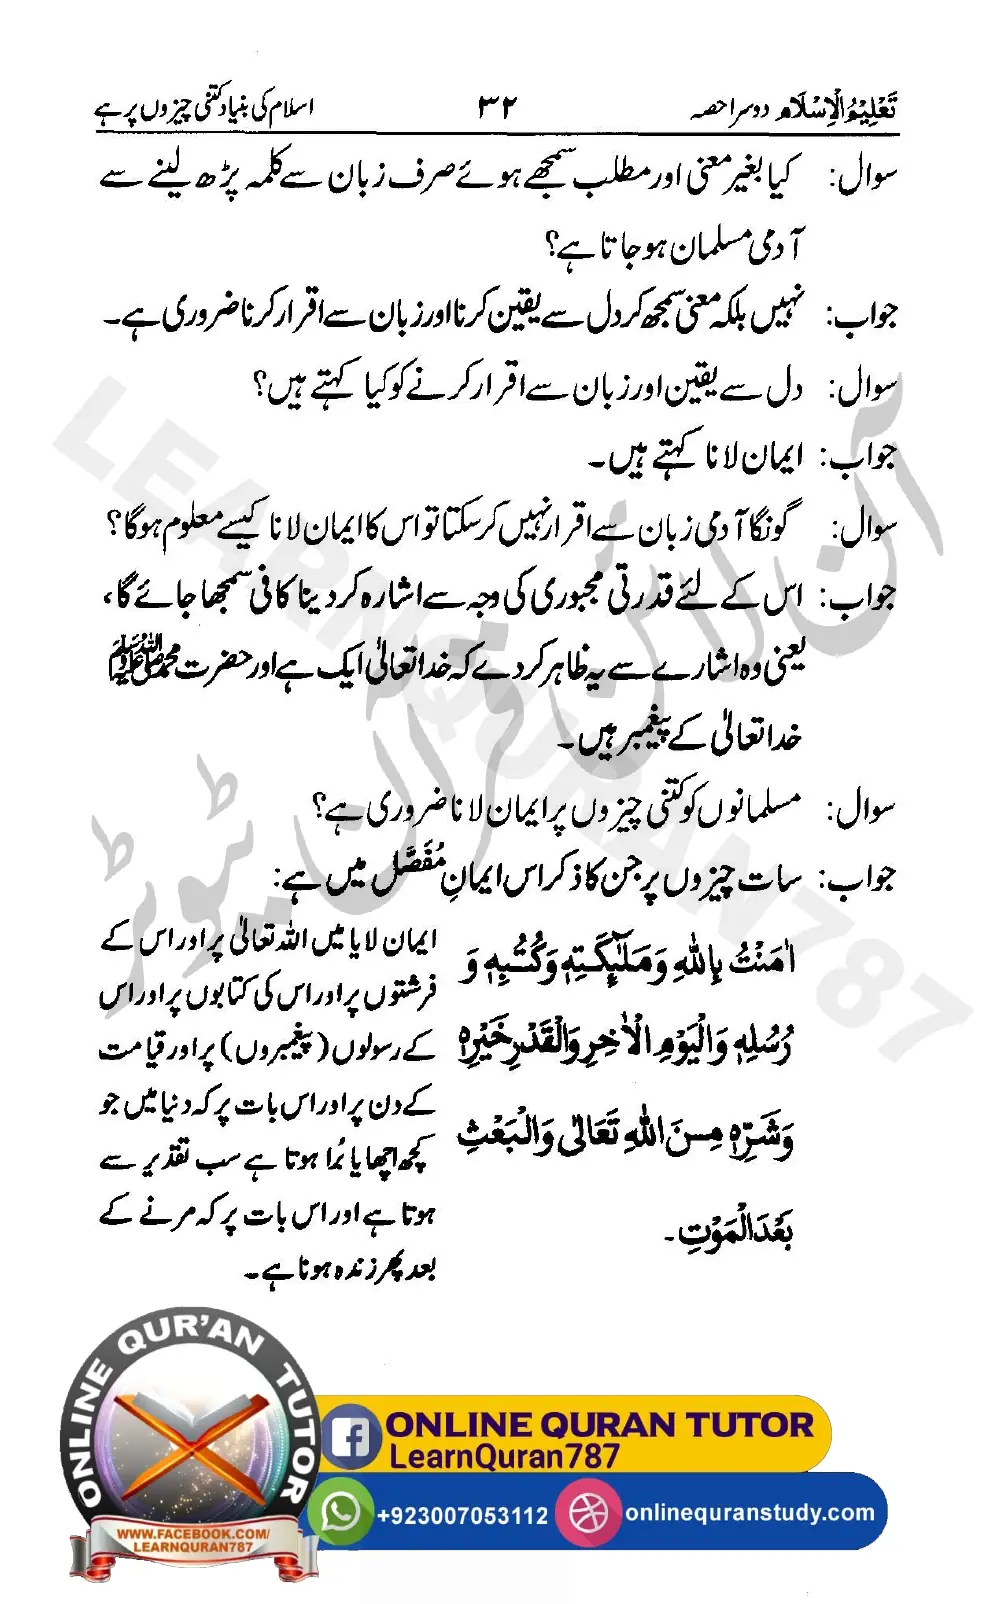 تَعْلِیْمُ الْاِسْلَام دوسرا حصہ ۳۲ اسلام کی بنیاد کتنی چیزوں پر ہے
سوال: کیا بغیر معنی اور مطلب سمجھے ہوئے صرف زبان سے کلمہ پڑھ لینے سے
آدمی مسلمان ہو جاتا ہے؟
جواب: نہیں بلکہ معنی سمجھ کر دل سے یقین کرنا اور زبان سے اقرار کرنا ضروری ہے۔
سوال: دل سے یقین اور زبان سے اقرار کرنے کو کیا کہتے ہیں؟
جواب: ایمان لانا کہتے ہیں۔
سوال: گونگا آدمی زبان سے اقرار نہیں کر سکتا تو اس کا ایمان لانا کیسے معلوم ہوگا؟
جواب: اس کے لئے قدرتی مجبوری کی وجہ سے اشارہ کر دینا کافی سمجھا جائے گا،
یعنی وہ اشارے سے یہ ظاہر کر دے کہ خدا تعالیٰ ایک ہے اور حضرت محمد ﷺ
خدا تعالیٰ کے پیغمبر ہیں۔
سوال: مسلمانوں کو کتنی چیزوں پر ایمان لانا ضروری ہے؟
جواب: سات چیزوں پر جن کا ذکر اس ایمانِ مُفَصَّل میں ہے:
اٰمَنْتُ بِاللّٰهِ وَمَلٰٓئِكَتِهٖ وَكُتُبِهٖ وَ
رُسُلِهٖ وَالْیَوْمِ الْاٰخِرِ وَالْقَدْرِ خَیْرِهٖ
وَشَرِّهٖ مِنَ اللّٰهِ تَعَالٰی وَالْبَعْثِ
بَعْدَ الْمَوْتِ۔
ایمان لایا میں اللہ تعالیٰ پر اور اس کے
فرشتوں پر اور اس کی کتابوں پر اور اس
کے رسولوں (پیغمبروں) پر اور قیامت
کے دن پر اور اس بات پر کہ دنیا میں جو
کچھ اچھا یا بُرا ہوتا ہے سب تقدیر سے
ہوتا ہے اور اس بات پر کہ مرنے کے
بعد پھر زندہ ہونا ہے۔
LEARNQURAN787
آن لائن قرآن ٹیوٹر
ONLINE QUR'AN TUTOR
WWW.FACEBOOK.COM/
LEARNQURAN787
ONLINE QURAN TUTOR
LearnQuran787
+923007053112 onlinequranstudy.com